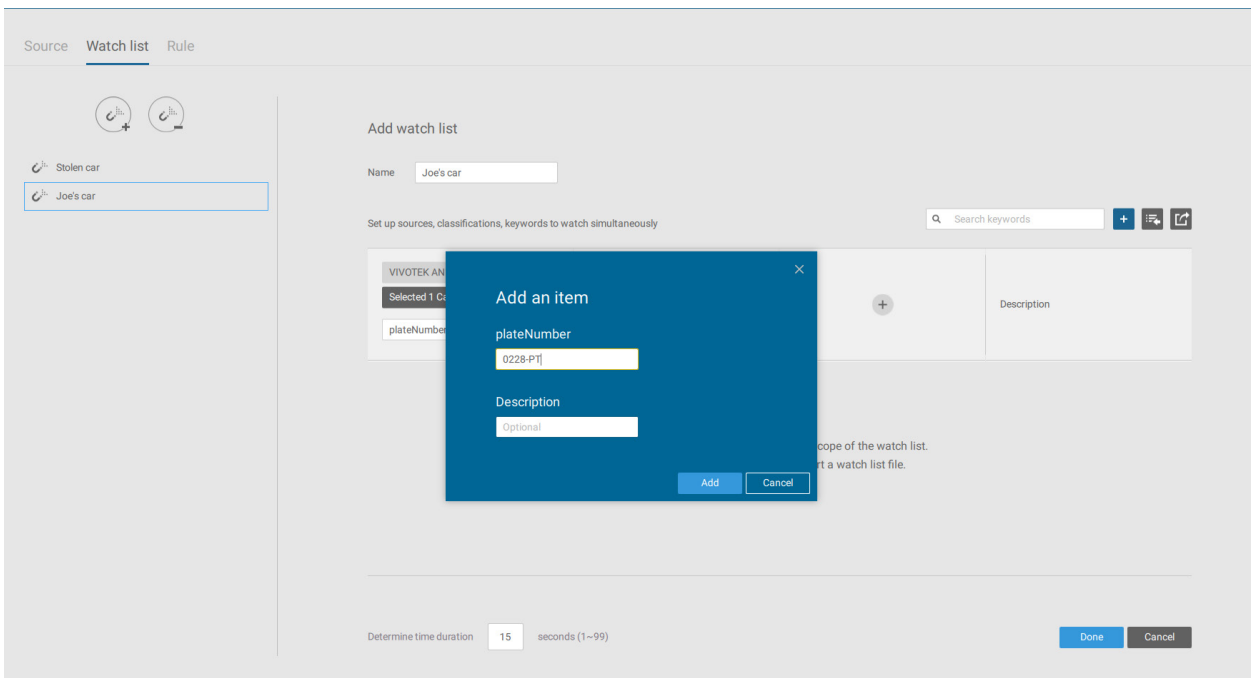 Source Watch list Rule
Stolen car
Joe's car
Add watch list
Name Joe's car
Set up sources, classifications, keywords to watch simultaneously
Search keywords
VIVOTEK AN
Selected 1 Ca
plateNumber
Description
Add an item
plateNumber
0228-PT
Description
Optional
Add Cancel
cope of the watch list.
rt a watch list file.
Determine time duration 15 seconds (1~99)
Done Cancel